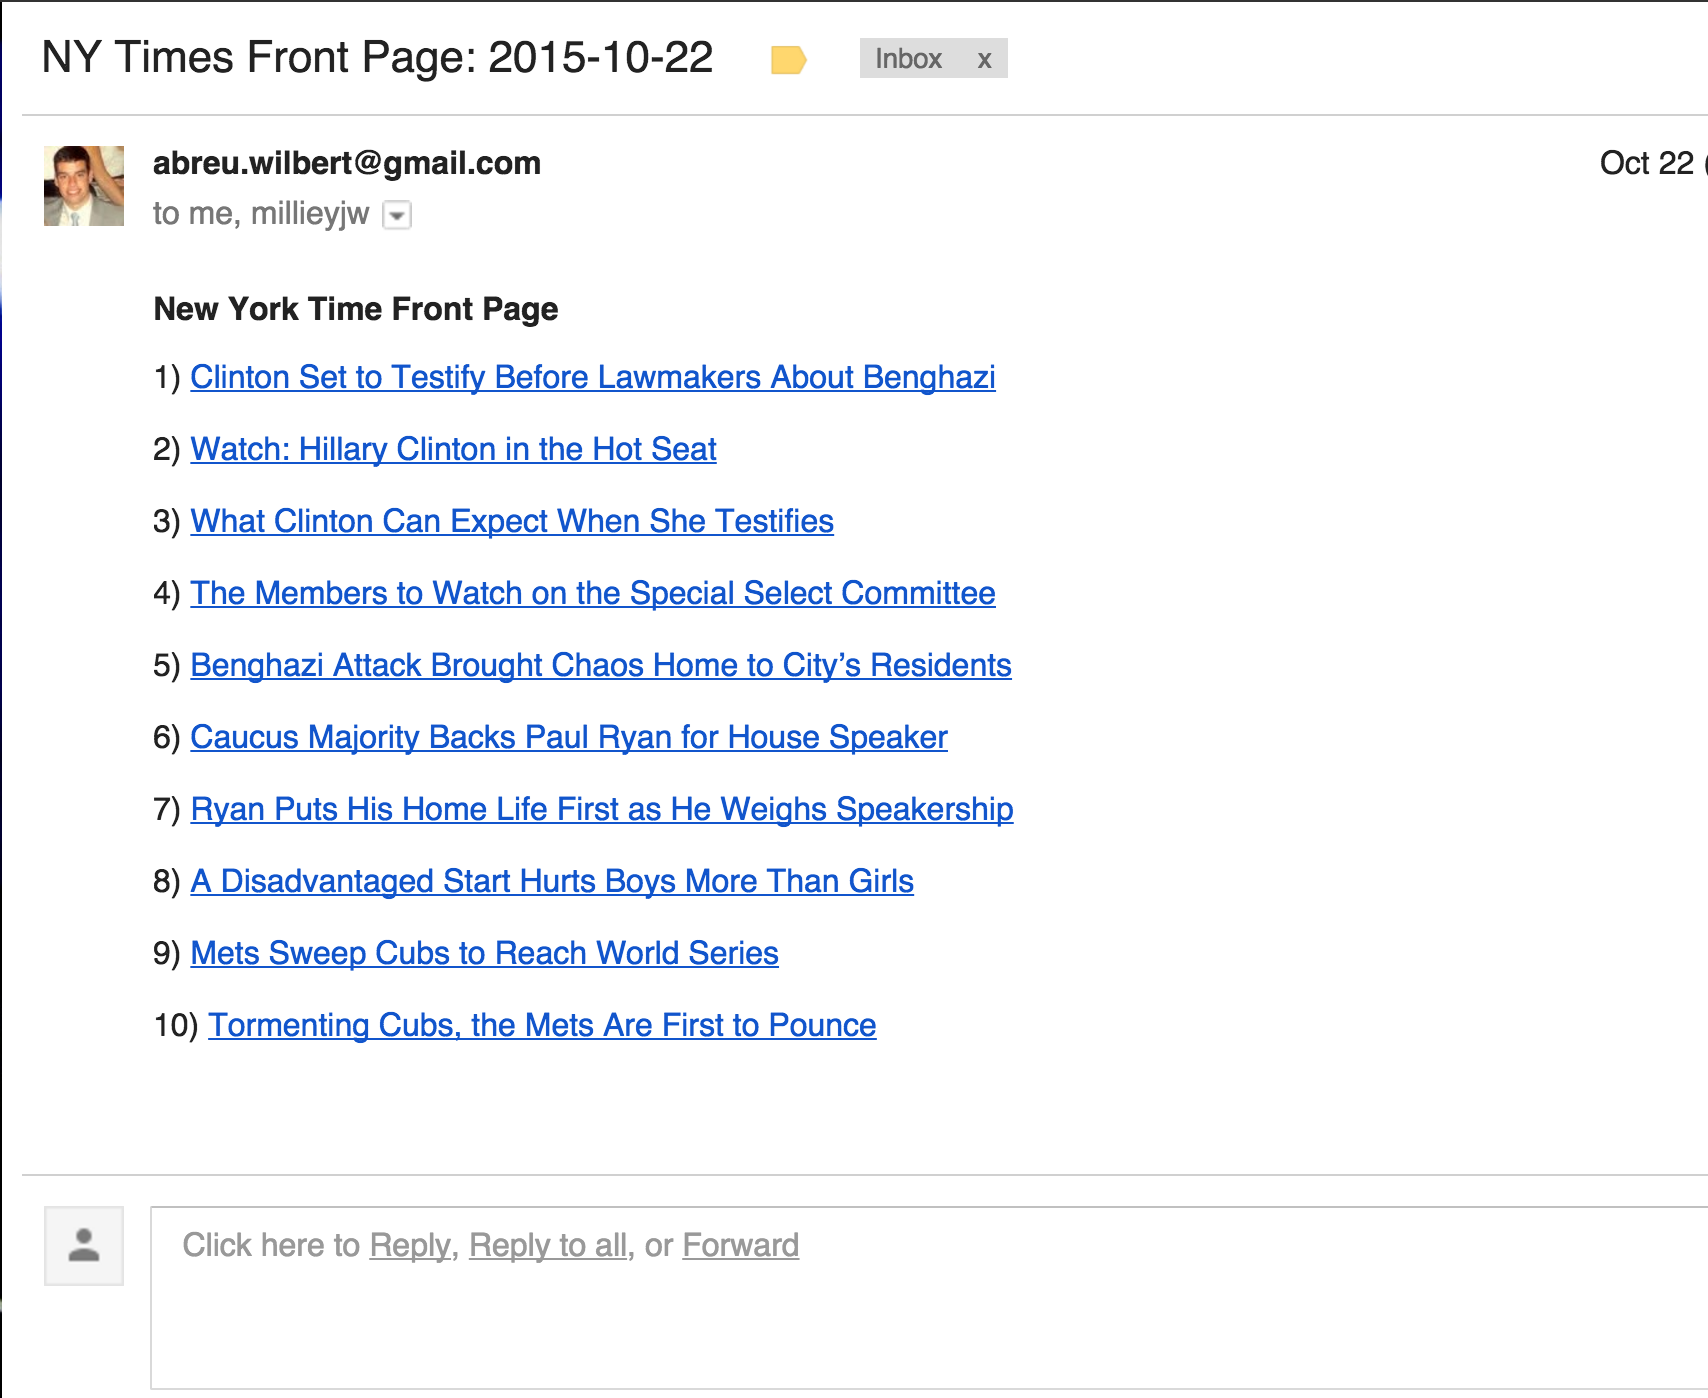 NY Times Front Page: 2015-10-22
Inbox x
abreu.wilbert@gmail.com
Oct 22 (
to me, millieyjw
New York Time Front Page
1) Clinton Set to Testify Before Lawmakers About Benghazi
2) Watch: Hillary Clinton in the Hot Seat
3) What Clinton Can Expect When She Testifies
4) The Members to Watch on the Special Select Committee
5) Benghazi Attack Brought Chaos Home to City’s Residents
6) Caucus Majority Backs Paul Ryan for House Speaker
7) Ryan Puts His Home Life First as He Weighs Speakership
8) A Disadvantaged Start Hurts Boys More Than Girls
9) Mets Sweep Cubs to Reach World Series
10) Tormenting Cubs, the Mets Are First to Pounce
Click here to Reply, Reply to all, or Forward